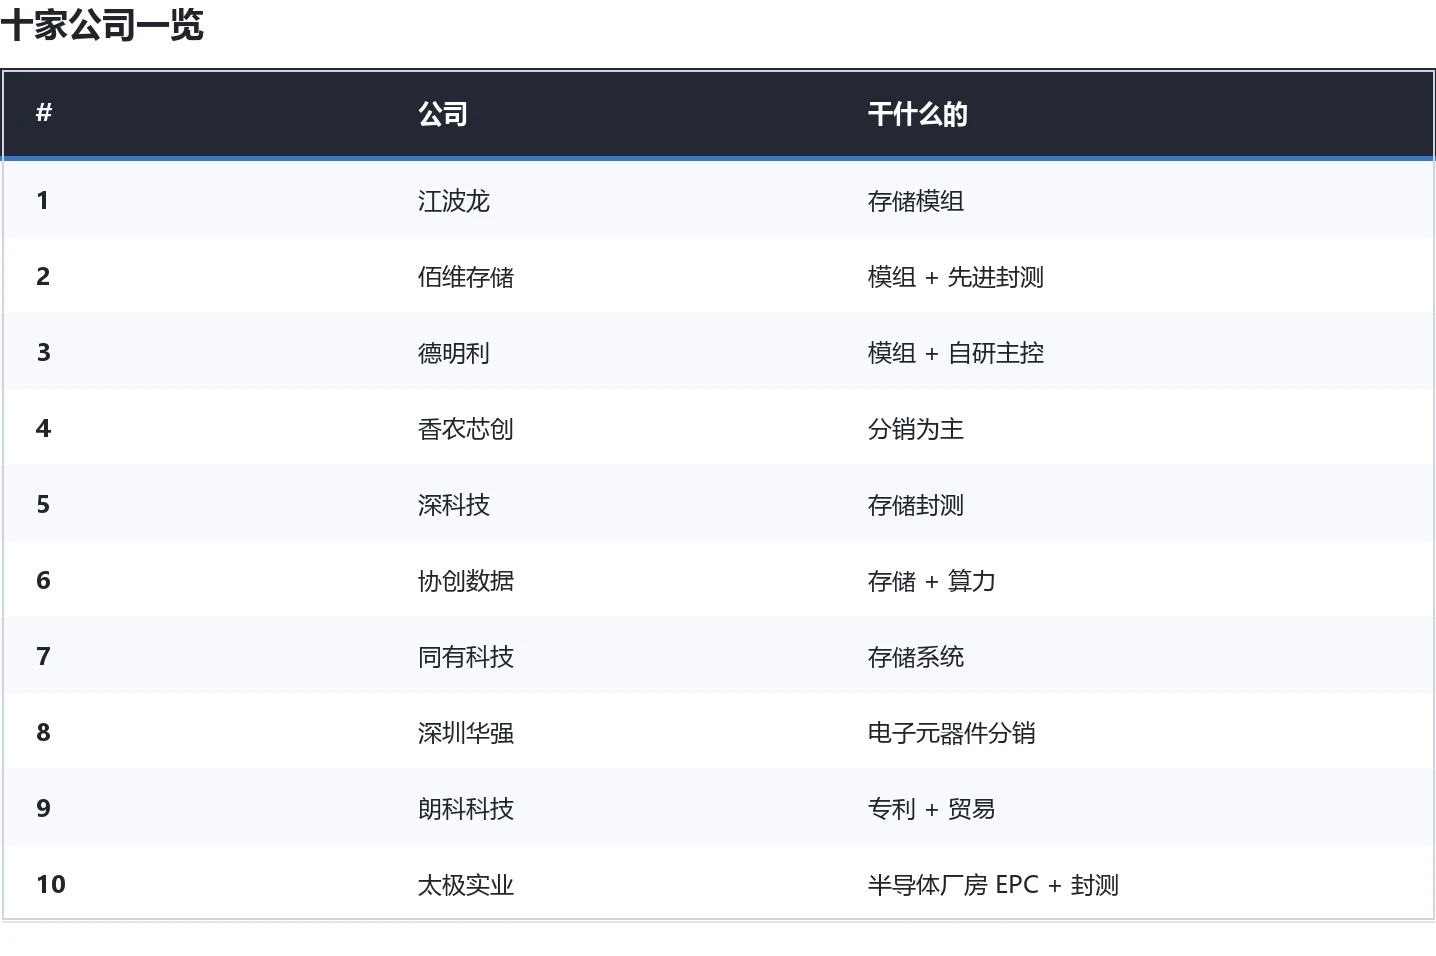 十家公司一览
# 公司 干什么的
1 江波龙 存储模组
2 佰维存储 模组 + 先进封测
3 德明利 模组 + 自研主控
4 香农芯创 分销为主
5 深科技 存储封测
6 协创数据 存储 + 算力
7 同有科技 存储系统
8 深圳华强 电子元器件分销
9 朗科科技 专利 + 贸易
10 太极实业 半导体厂房 EPC + 封测